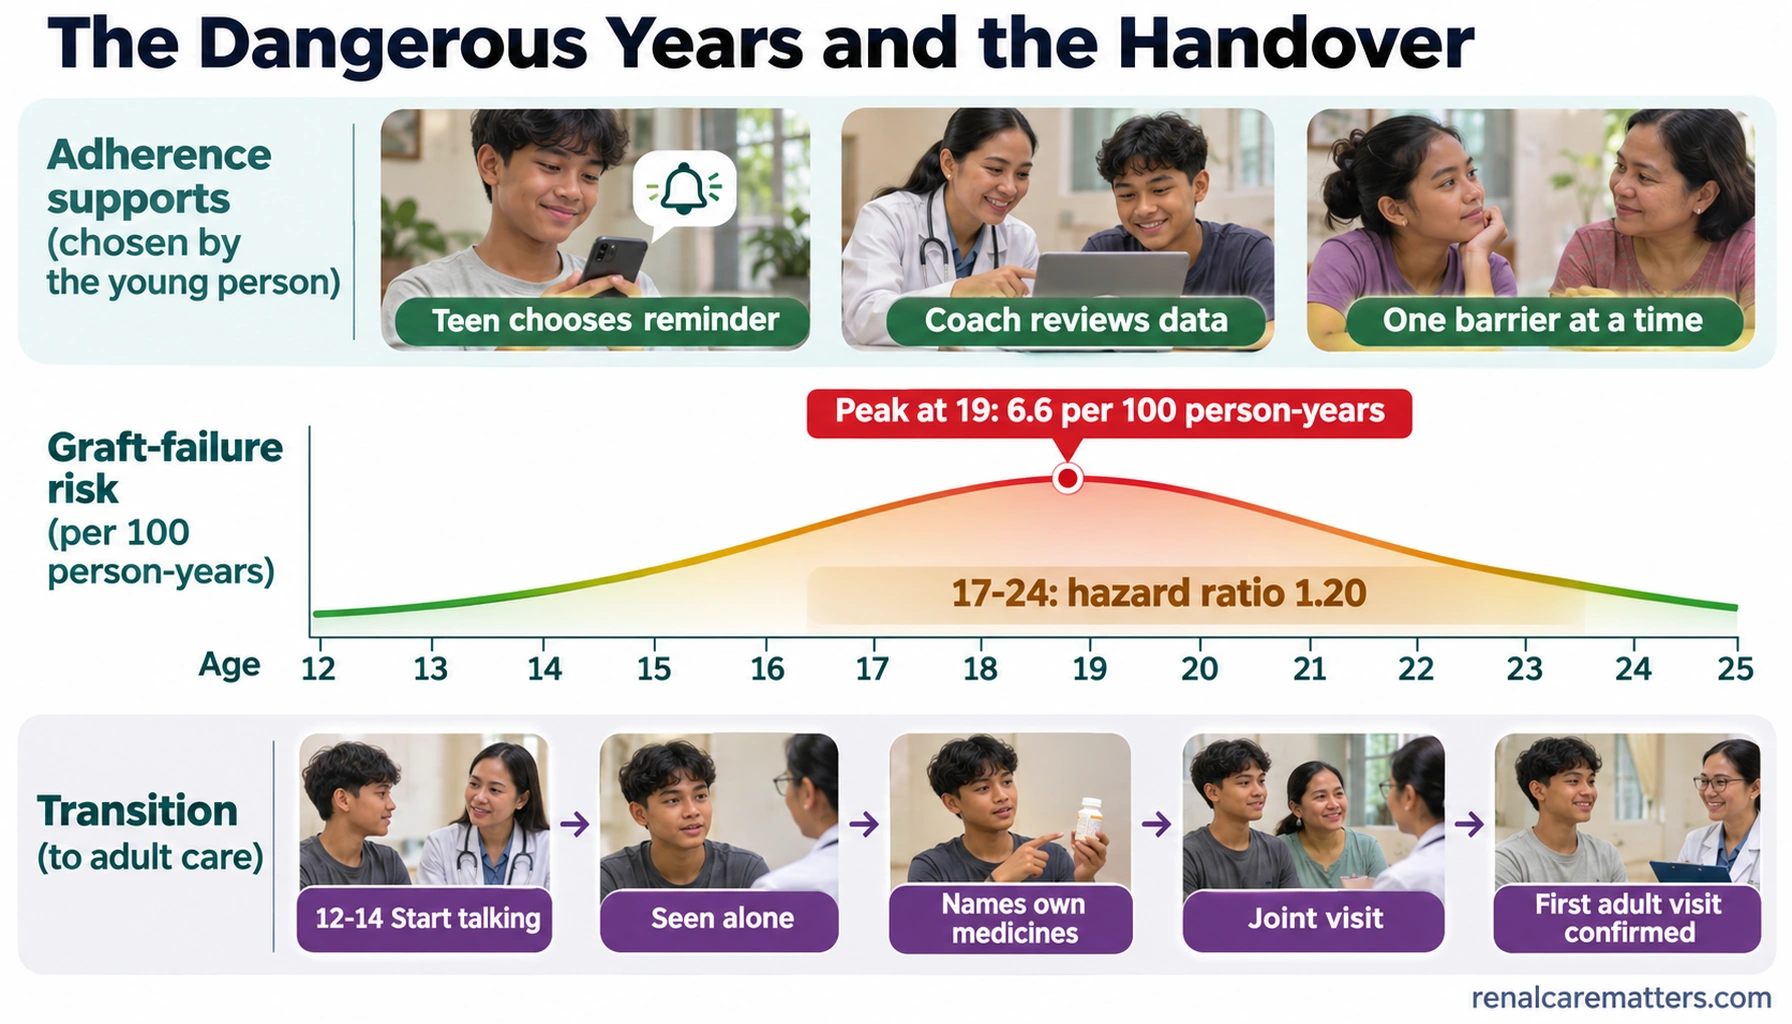 The Dangerous Years and the Handover
Adherence
supports
(chosen by
the young person)
Teen chooses reminder
Coach reviews data
One barrier at a time
Peak at 19: 6.6 per 100 person-years
Graft-failure
risk
(per 100
person-years)
17-24: hazard ratio 1.20
Age
12 13 14 15 16 17 18 19 20 21 22 23 24 25
Transition
(to adult care)
12-14 Start talking
Seen alone
Names own
medicines
Joint visit
First adult visit
confirmed
renalcarematters.com